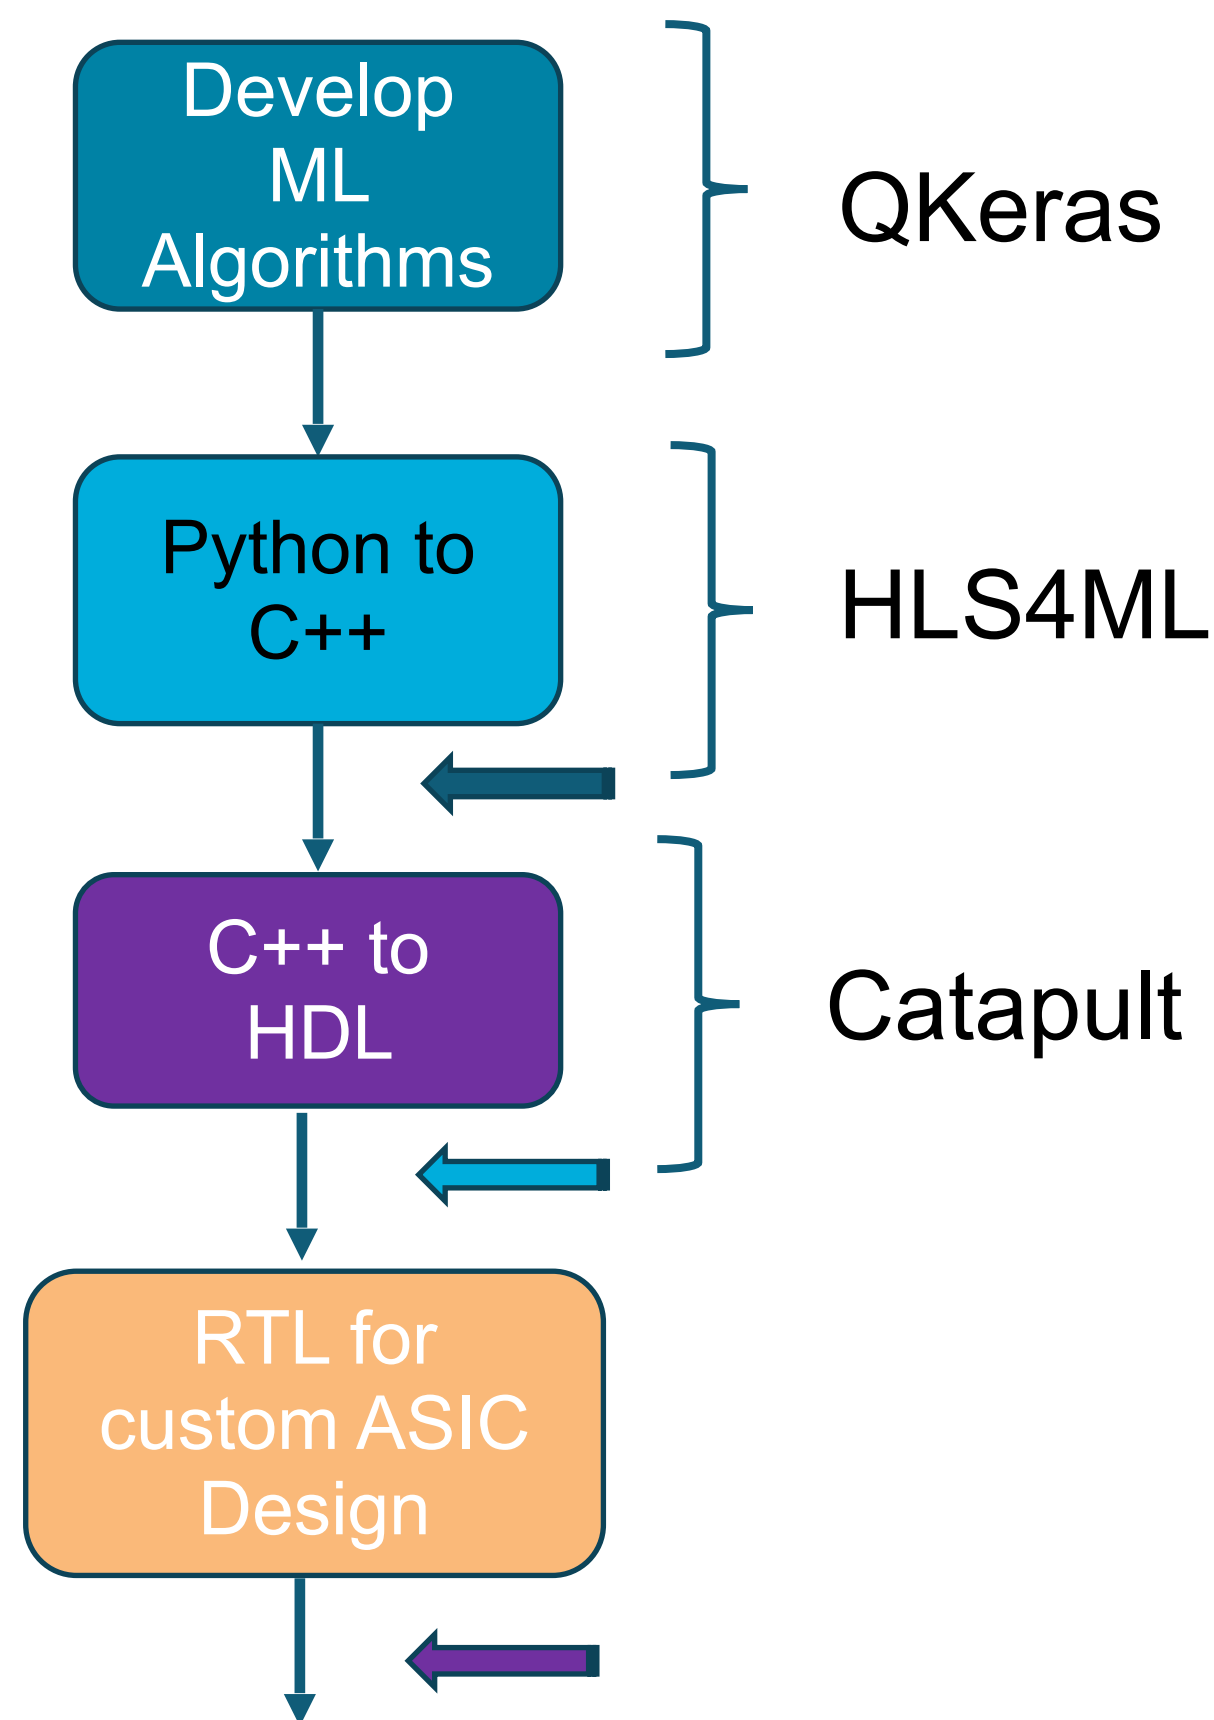 Develop
ML
Algorithms
QKeras
Python to
C++
HLS4ML
C++ to
HDL
Catapult
RTL for
custom ASIC
Design